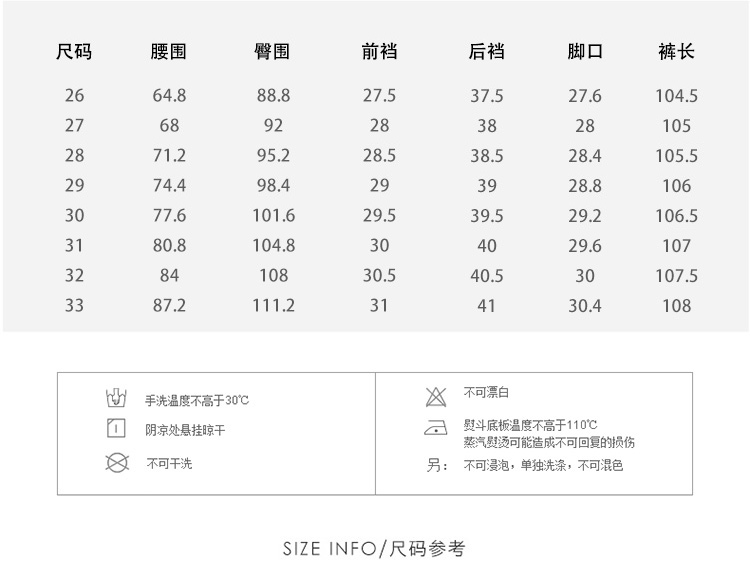 尺码 腰围 臀围 前裆 后裆 脚口 裤长
26 64.8 88.8 27.5 37.5 27.6 104.5
27 68 92 28 38 28 105
28 71.2 95.2 28.5 38.5 28.4 105.5
29 74.4 98.4 29 39 28.8 106
30 77.6 101.6 29.5 39.5 29.2 106.5
31 80.8 104.8 30 40 29.6 107
32 84 108 30.5 40.5 30 107.5
33 87.2 111.2 31 41 30.4 108
手洗温度不高于30℃
阴凉处悬挂晾干
不可干洗
不可漂白
熨斗底板温度不高于110℃
蒸汽熨烫可能造成不可回复的损伤
另： 不可浸泡，单独洗涤，不可混色
SIZE INFO/尺码参考